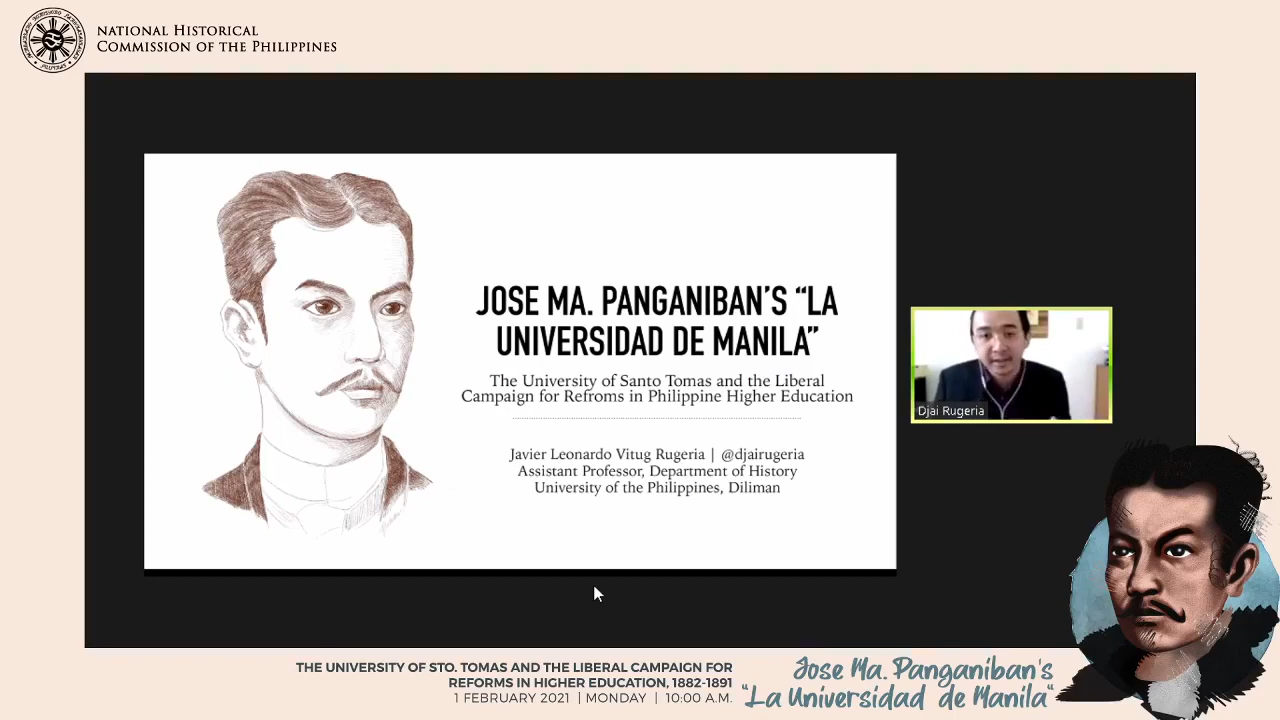 NATIONAL HISTORICAL
COMMISSION OF THE PHILIPPINES
JOSE MA. PANGANIBAN'S “LA
UNIVERSIDAD DE MANILA”
The University of Santo Tomas and the Liberal
Campaign for Refroms in Philippine Higher Education
Javier Leonardo Vitug Rugeria | @djairugeria
Assistant Professor, Department of History
University of the Philippines, Diliman
Djai Rugeria
THE UNIVERSITY OF STO. TOMAS AND THE LIBERAL CAMPAIGN FOR
REFORMS IN HIGHER EDUCATION, 1882-1891
1 FEBRUARY 2021 | MONDAY | 10:00 A.M.
Jose Ma. Panganiban's
"La Universidad de Manila"